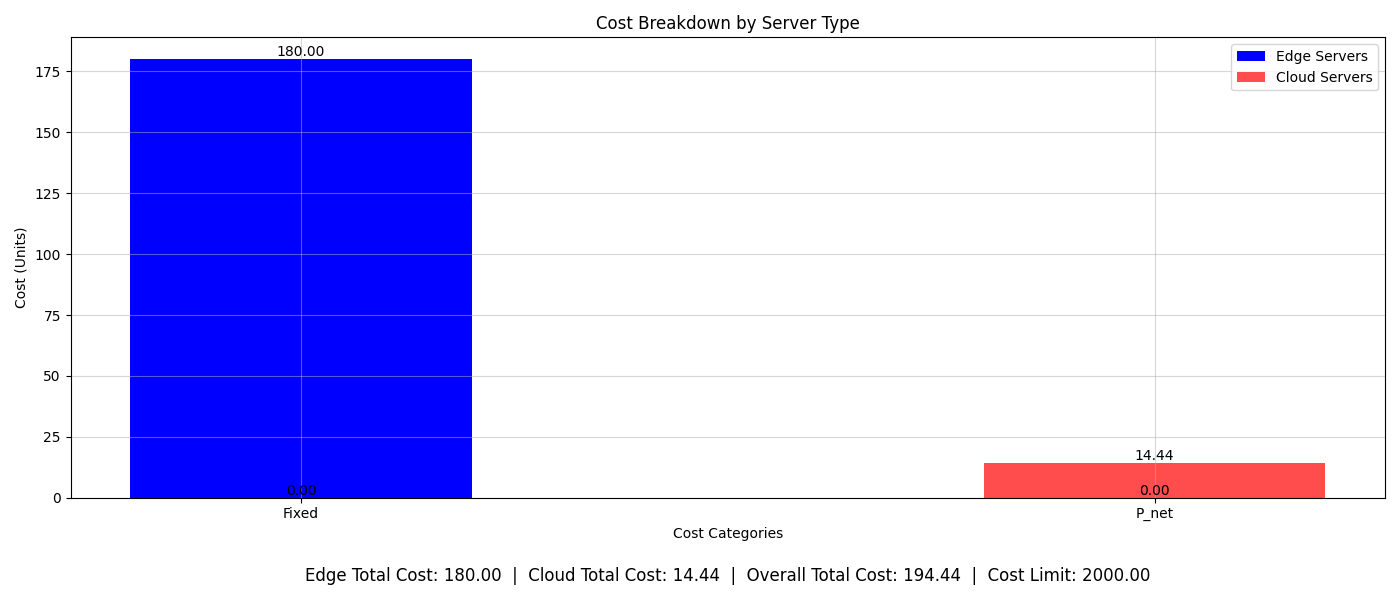 Cost Breakdown by Server Type
180.00
Edge Servers
Cloud Servers
175
150
125
100
75
50
25
0
Cost (Units)
14.44
0.00
0.00
Fixed
P_net
Cost Categories
Edge Total Cost: 180.00 | Cloud Total Cost: 14.44 | Overall Total Cost: 194.44 | Cost Limit: 2000.00